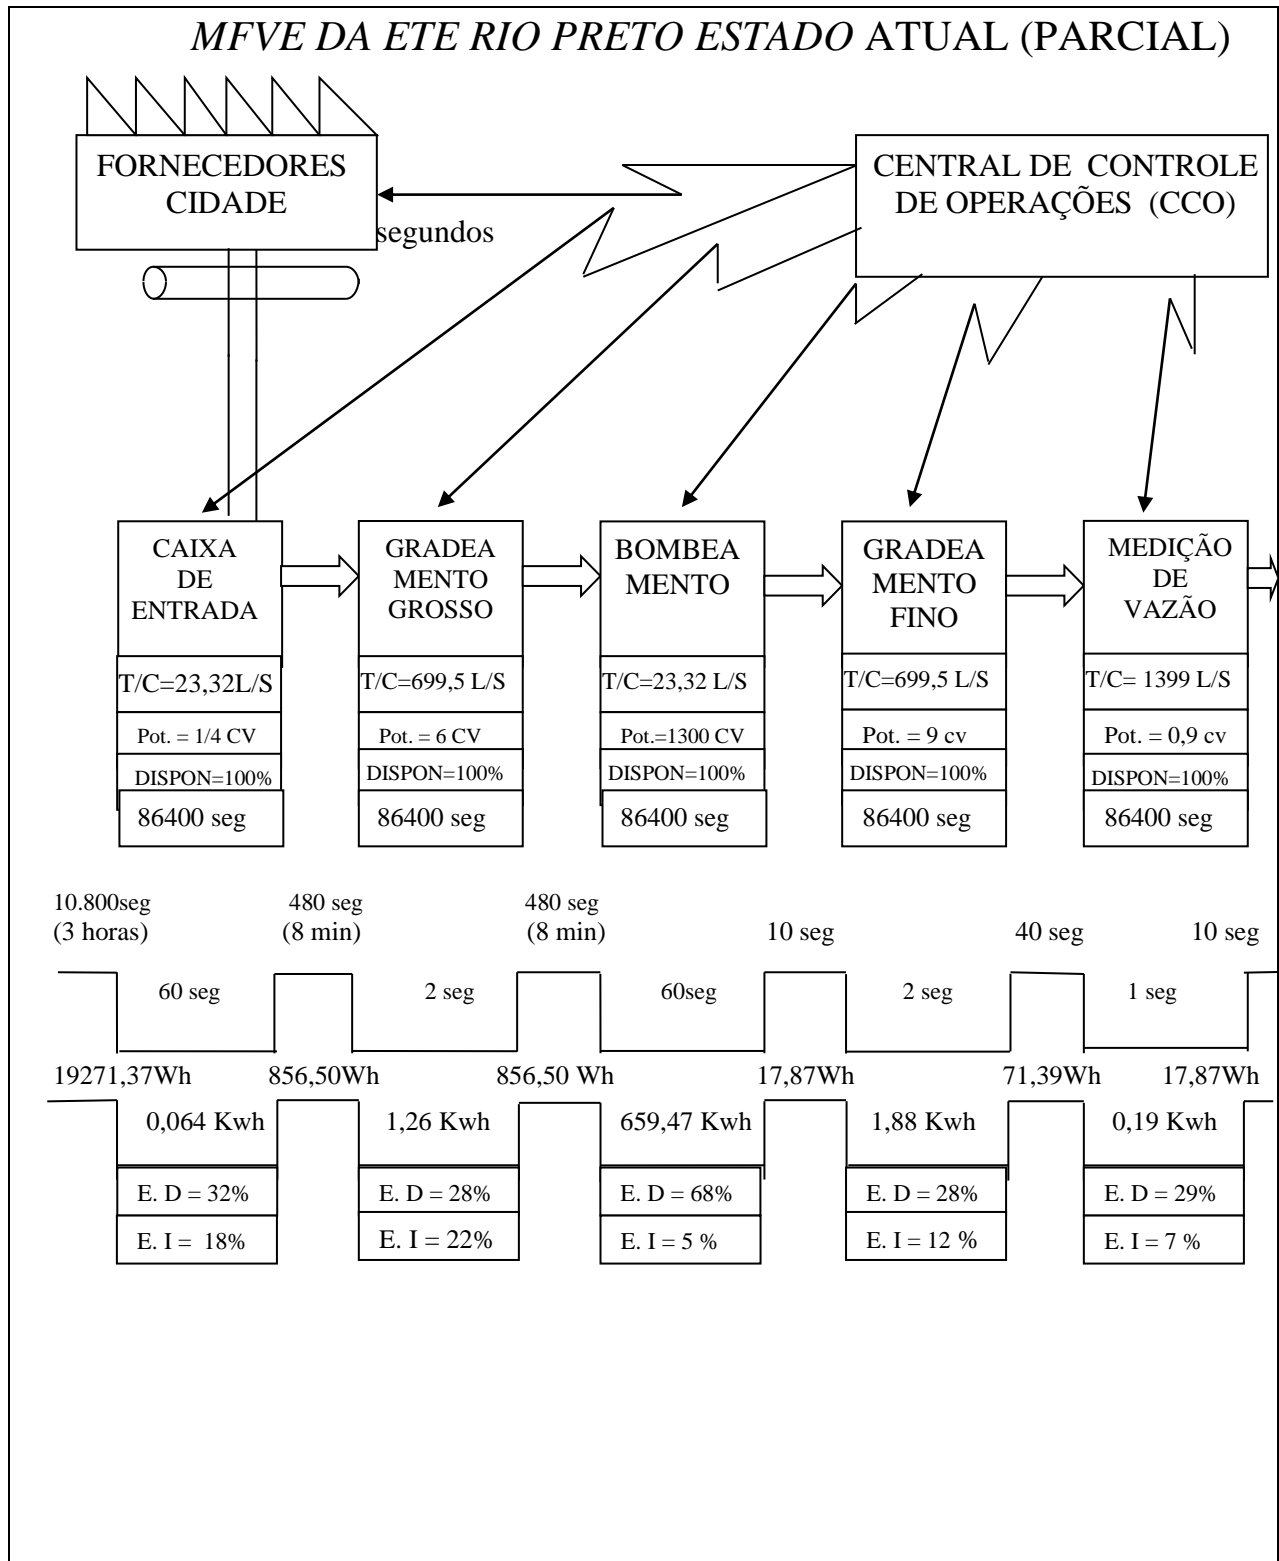 MFVE DA ETE RIO PRETO ESTADO ATUAL (PARCIAL)
FORNECEDORES
CIDADE
segundos
CENTRAL DE CONTROLE
DE OPERAÇÕES (CCO)
CAIXA
DE
ENTRADA
T/C=23,32L/S
Pot. = 1/4 CV
DISPON=100%
86400 seg
GRADEA
MENTO
GROSSO
T/C=699,5 L/S
Pot. = 6 CV
DISPON=100%
86400 seg
BOMBEA
MENTO
T/C=23,32 L/S
Pot.=1300 CV
DISPON=100%
86400 seg
GRADEA
MENTO
FINO
T/C=699,5 L/S
Pot. = 9 cv
DISPON=100%
86400 seg
MEDIÇÃO
DE
VAZÃO
T/C= 1399 L/S
Pot. = 0,9 cv
DISPON=100%
86400 seg
10.800seg
(3 horas)
480 seg
(8 min)
480 seg
(8 min)
10 seg
40 seg
10 seg
60 seg
2 seg
60seg
2 seg
1 seg
19271,37Wh
856,50Wh
856,50 Wh
17,87Wh
71,39Wh
17,87Wh
0,064 Kwh
1,26 Kwh
659,47 Kwh
1,88 Kwh
0,19 Kwh
E. D = 32%
E. D = 28%
E. D = 68%
E. D = 28%
E. D = 29%
E. I = 18%
E. I = 22%
E. I = 5 %
E. I = 12 %
E. I = 7 %